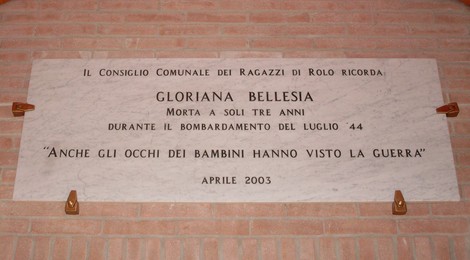 Il Consiglio Comunale dei Ragazzi di Rolo ricorda:
GLORIANA BELLESIA
Morta a soli tre anni
durante il bombardamento del luglio '44
"Anche gli occhi dei bambini hanno visto la guerra"
aprile 2003